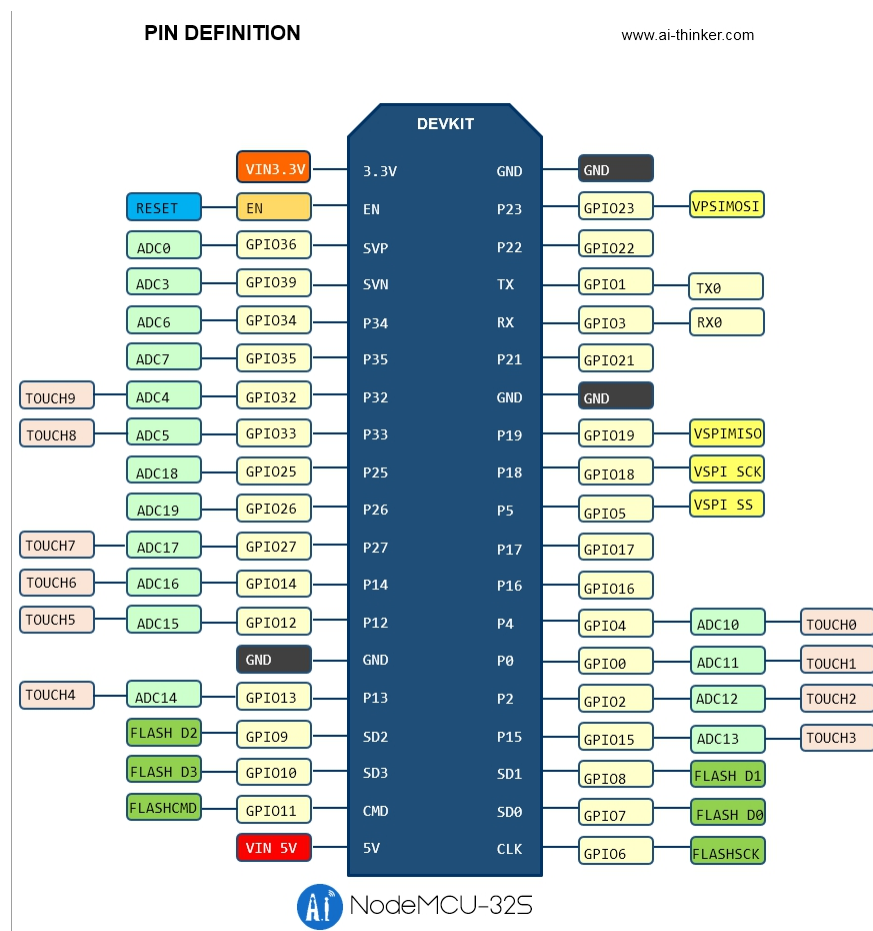 PIN DEFINITION www.ai-thinker.com
DEVKIT
VIN3.3V 3.3V GND GND
RESET EN EN P23 GPIO23 VPSIMOSI
ADC0 GPIO36 SVP P22 GPIO22
ADC3 GPIO39 SVN TX GPIO1 TX0
ADC6 GPIO34 P34 RX GPIO3 RX0
ADC7 GPIO35 P35 P21 GPIO21
TOUCH9 ADC4 GPIO32 P32 GND GND
TOUCH8 ADC5 GPIO33 P33 P19 GPIO19 VSPIMISO
ADC18 GPIO25 P25 P18 GPIO18 VSPI SCK
ADC19 GPIO26 P26 P5 GPIO5 VSPI SS
TOUCH7 ADC17 GPIO27 P27 P17 GPIO17
TOUCH6 ADC16 GPIO14 P14 P16 GPIO16
TOUCH5 ADC15 GPIO12 P12 P4 GPIO4 ADC10 TOUCH0
GND GND P0 GPIO0 ADC11 TOUCH1
TOUCH4 ADC14 GPIO13 P13 P2 GPIO2 ADC12 TOUCH2
FLASH D2 GPIO9 SD2 P15 GPIO15 ADC13 TOUCH3
FLASH D3 GPIO10 SD3 SD1 GPIO8 FLASH D1
FLASHCMD GPIO11 CMD SD0 GPIO7 FLASH D0
VIN 5V 5V CLK GPIO6 FLASHSCK
Ai NodeMCU-32S